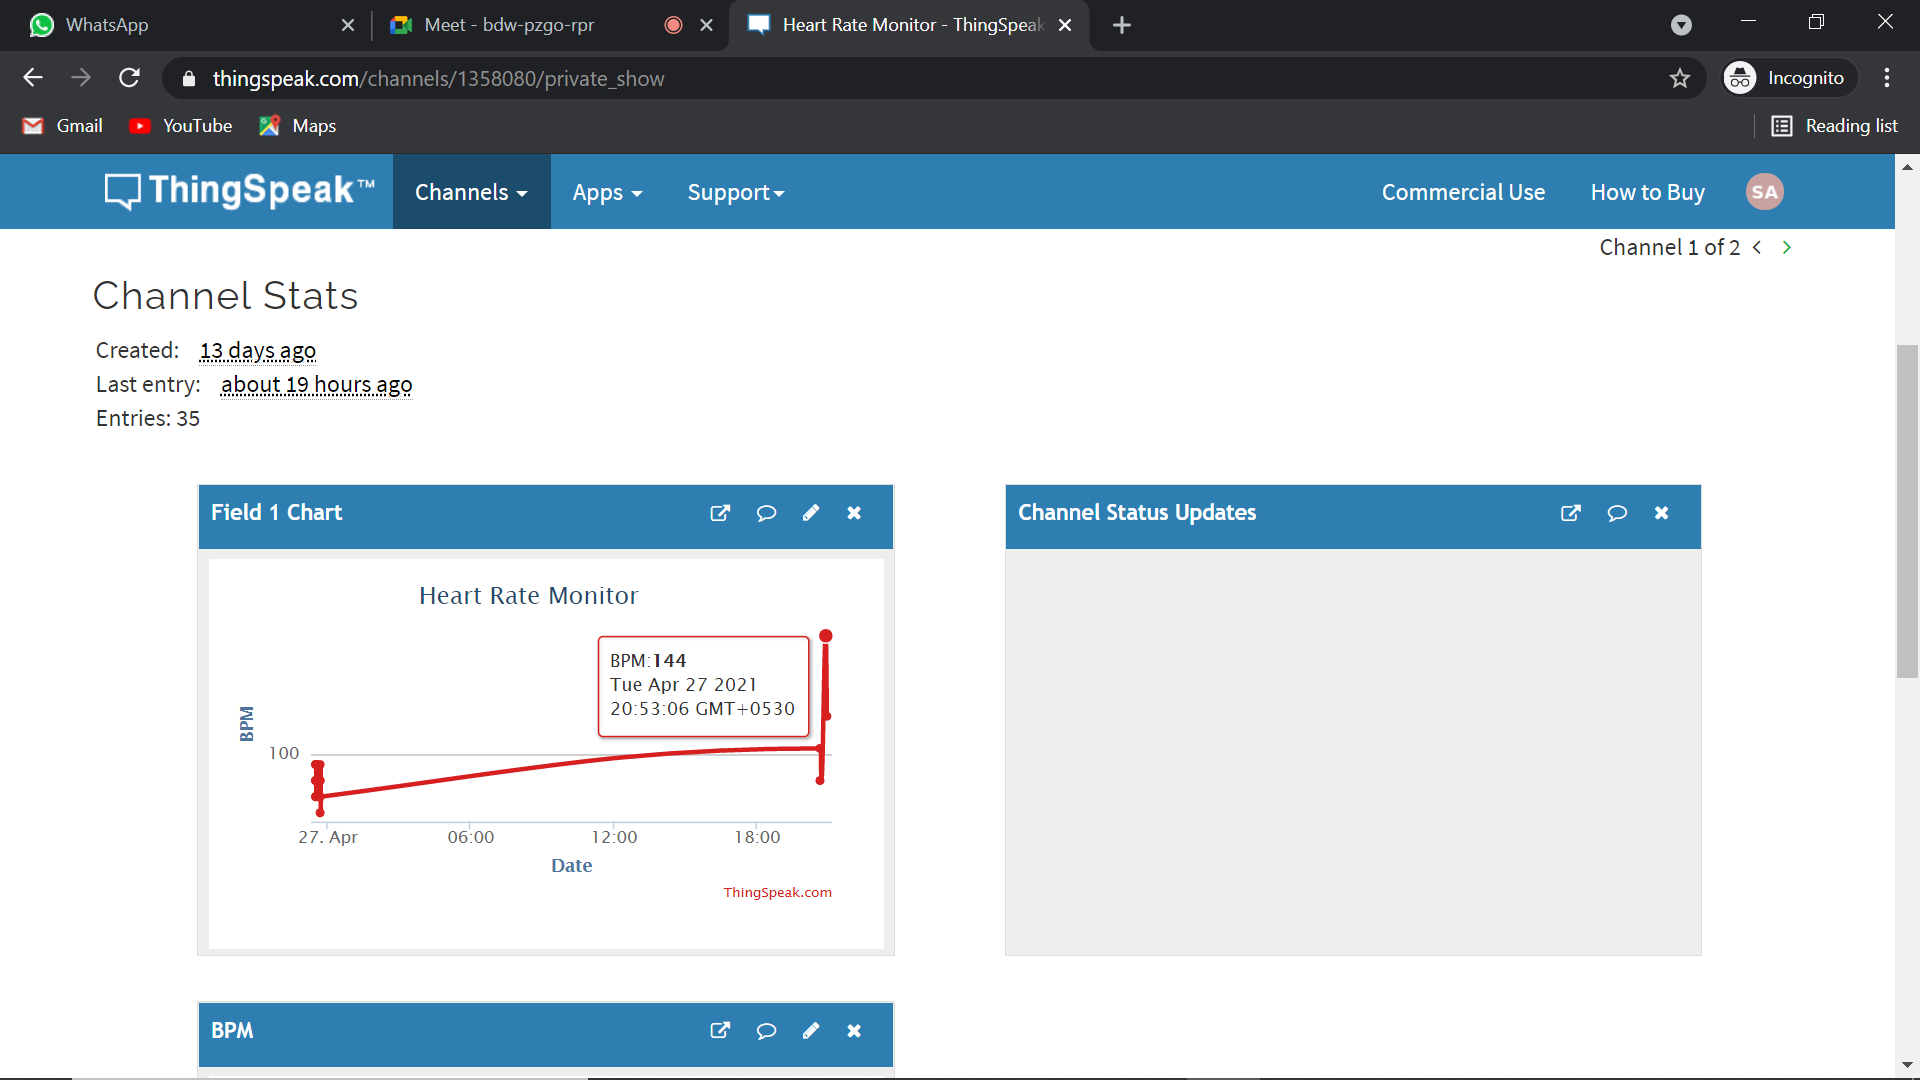 WhatsApp
Meet - bdw-pzgo-rpr
Heart Rate Monitor - ThingSpeak
thingspeak.com/channels/1358080/private_show
Incognito
Gmail
YouTube
Maps
Reading list
ThingSpeak™
Channels
Apps
Support
Commercial Use
How to Buy
SA
Channel 1 of 2 < >
Channel Stats
Created: 13 days ago
Last entry: about 19 hours ago
Entries: 35
Field 1 Chart
Channel Status Updates
Heart Rate Monitor
BPM:144
Tue Apr 27 2021
20:53:06 GMT+0530
BPM
100
27. Apr 06:00 12:00 18:00
Date
ThingSpeak.com
BPM